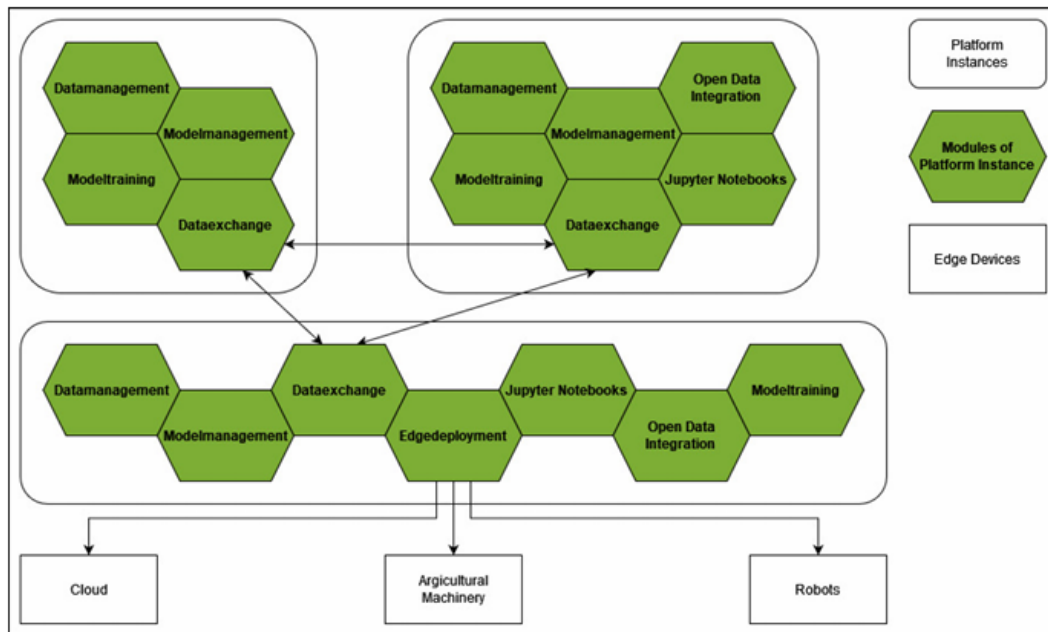 Datamanagement
Modelmanagement
Modeltraining
Dataexchange
Datamanagement
Open Data
Integration
Modelmanagement
Modeltraining
Jupyter Notebooks
Dataexchange
Platform
Instances
Modules of
Platform Instance
Edge Devices
Datamanagement
Modelmanagement
Dataexchange
Edgedeployment
Jupyter Notebooks
Open Data
Integration
Modeltraining
Cloud
Argicultural
Machinery
Robots